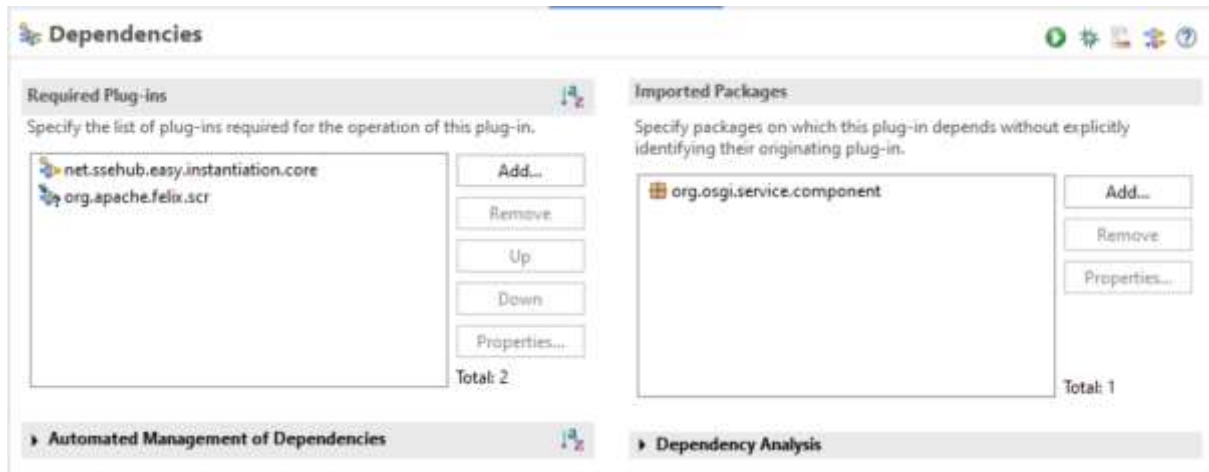 Dependencies
Required Plug-ins
Specify the list of plug-ins required for the operation of this plug-in.
net.ssehub.easy.instantiation.core
org.apache.felix.scr
Add...
Remove
Up
Down
Properties...
Total: 2
Automated Management of Dependencies
Imported Packages
Specify packages on which this plug-in depends without explicitly
identifying their originating plug-in.
org.osgi.service.component
Add...
Remove
Properties...
Total: 1
Dependency Analysis